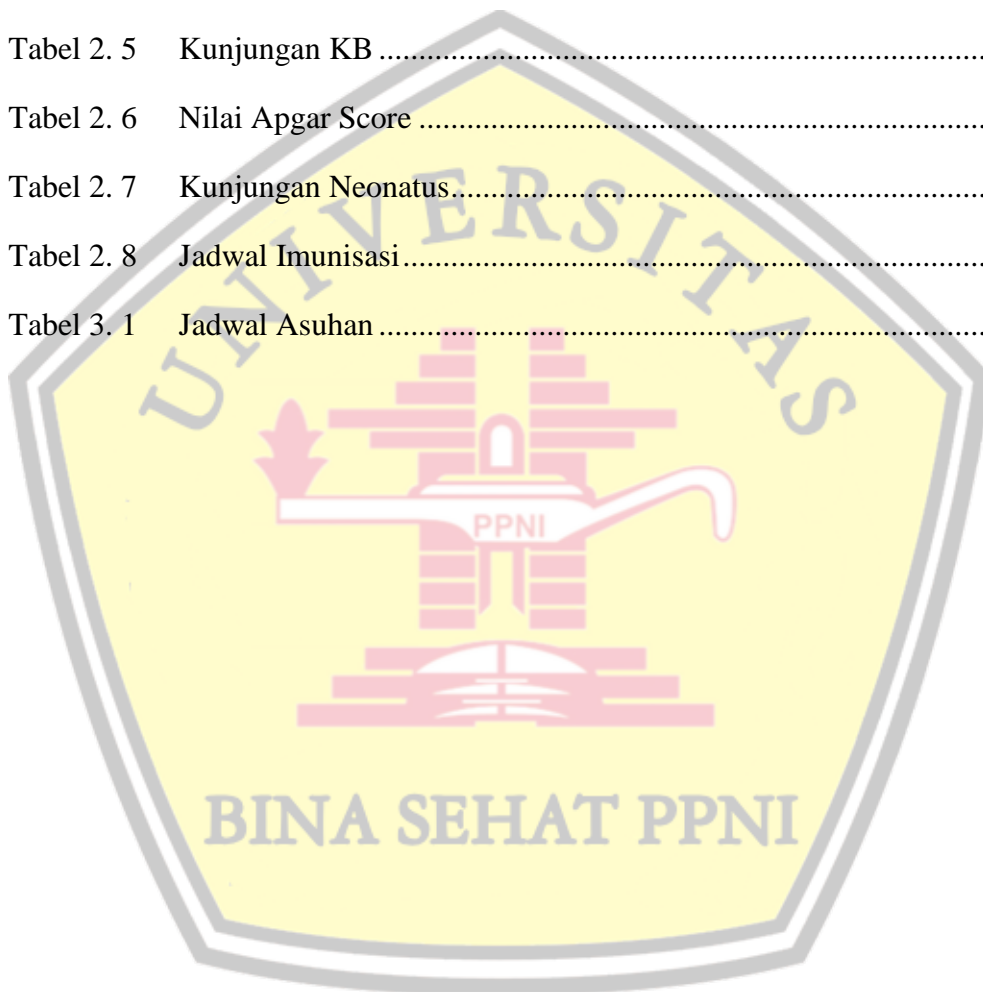 Tabel 2. 5 Kunjungan KB ......................................................................
Tabel 2. 6 Nilai Apgar Score .................................................................
Tabel 2. 7 Kunjungan Neonatus.............................................................
Tabel 2. 8 Jadwal Imunisasi...................................................................
Tabel 3. 1 Jadwal Asuhan ......................................................................
UNIVERSITAS
PPNI
BINA SEHAT PPNI